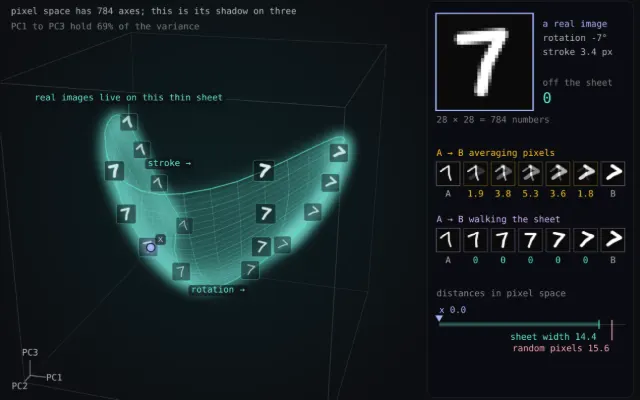 pixel space has 784 axes; this is its shadow on three
PC1 to PC3 hold 69% of the variance
real images live on this thin sheet
stroke →
x
rotation →
PC3
PC1
PC2
a real image
rotation -7°
stroke 3.4 px
off the sheet
0
28 × 28 = 784 numbers
A → B averaging pixels
A 1.9 3.8 5.3 3.6 1.8 B
A → B walking the sheet
A 0 0 0 0 0 B
distances in pixel space
x 0.0
sheet width 14.4
random pixels 15.6